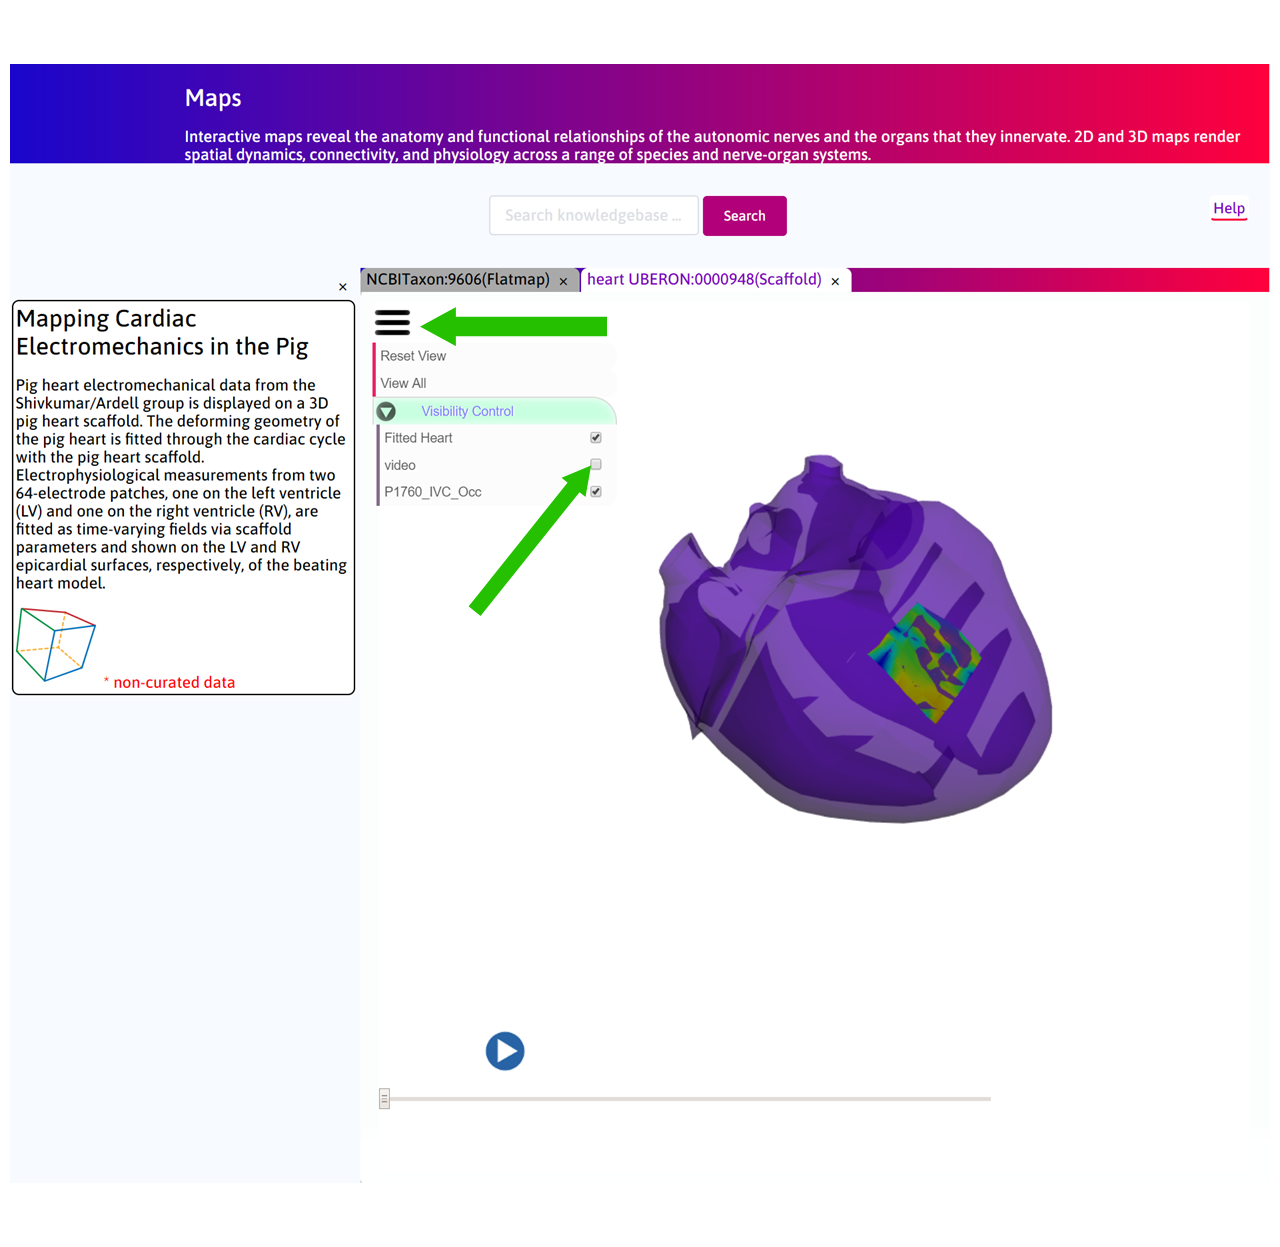 Maps
Interactive maps reveal the anatomy and functional relationships of the autonomic nerves and the organs that they innervate. 2D and 3D maps render
spatial dynamics, connectivity, and physiology across a range of species and nerve-organ systems.
Search knowledgebase ...
Search
Help
×
NCBITaxon:9606(Flatmap) ×
heart UBERON:0000948(Scaffold) ×
Mapping Cardiac
Electromechanics in the Pig
Pig heart electromechanical data from the
Shivkumar/Ardell group is displayed on a 3D
pig heart scaffold. The deforming geometry of
the pig heart is fitted through the cardiac cycle
with the pig heart scaffold.
Electrophysiological measurements from two
64-electrode patches, one on the left ventricle
(LV) and one on the right ventricle (RV), are
fitted as time-varying fields via scaffold
parameters and shown on the LV and RV
epicardial surfaces, respectively, of the beating
heart model.
* non-curated data
Reset View
View All
Visibility Control
Fitted Heart
video
P1760_IVC_Occ